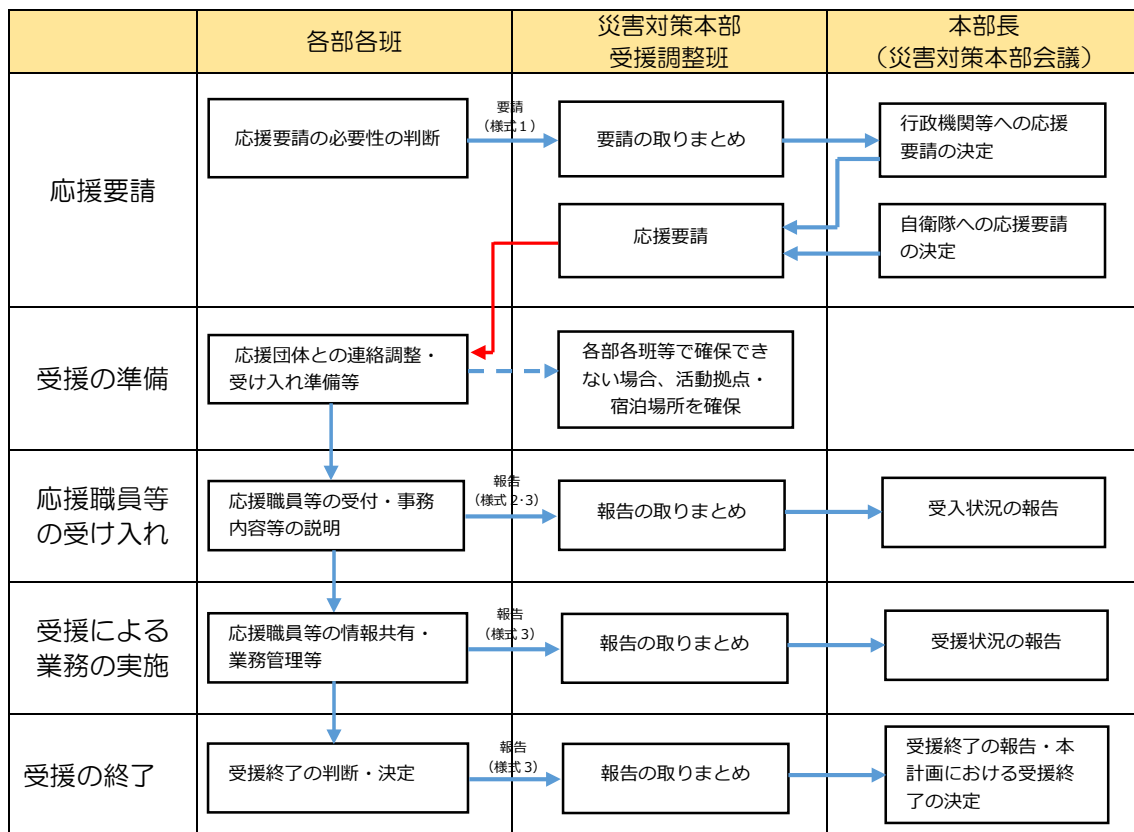 各部各班
災害対策本部
受援調整班
本部長
（災害対策本部会議）
応援要請
応援要請の必要性の判断
要請
（様式１）
要請の取りまとめ
行政機関等への応援
要請の決定
応援要請
自衛隊への応援要請
の決定
受援の準備
応援団体との連絡調整・
受け入れ準備等
各部各班等で確保でき
ない場合、活動拠点・
宿泊場所を確保
応援職員等
の受け入れ
応援職員等の受付・事務
内容等の説明
報告
（様式２･３）
報告の取りまとめ
受入状況の報告
受援による
業務の実施
応援職員等の情報共有・
業務管理等
報告
（様式３）
報告の取りまとめ
受援状況の報告
受援の終了
受援終了の判断・決定
報告
（様式３）
報告の取りまとめ
受援終了の報告・本
計画における受援終
了の決定